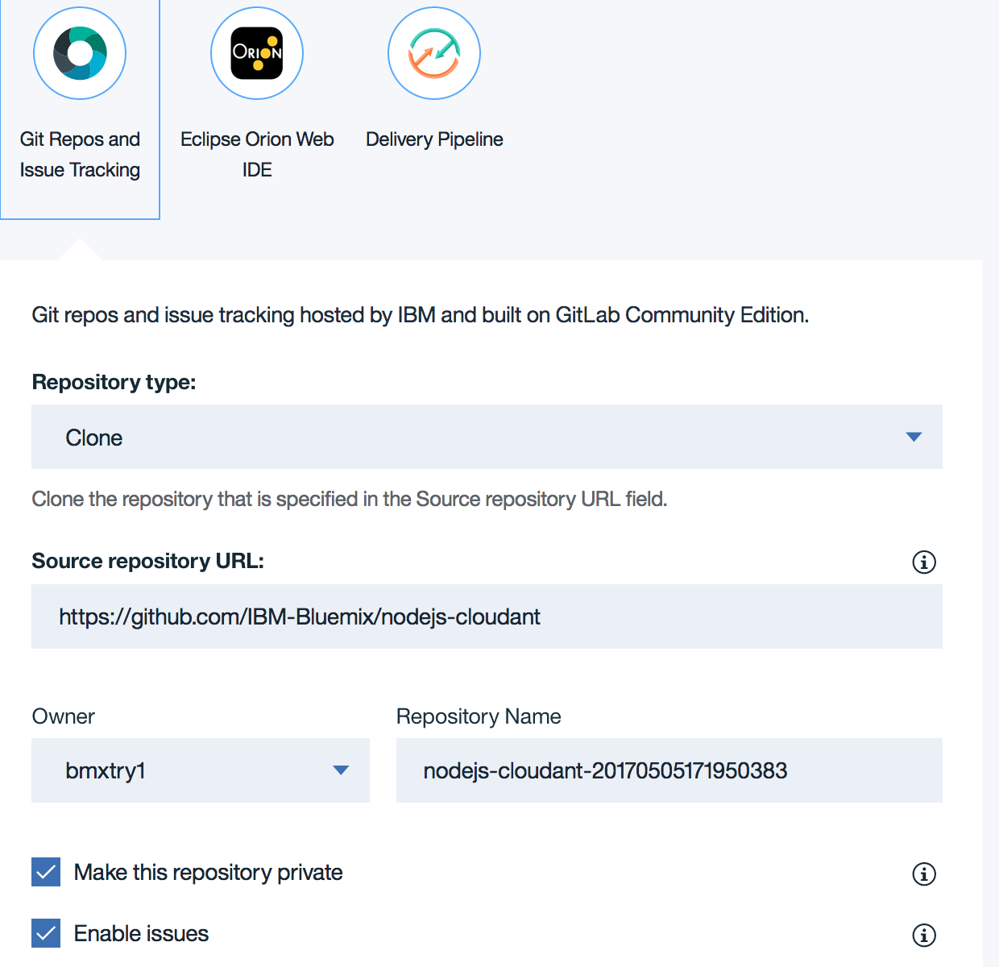 ORION
Git Repos and
Issue Tracking
Eclipse Orion Web
IDE
Delivery Pipeline
Git repos and issue tracking hosted by IBM and built on GitLab Community Edition.
Repository type:
Clone
Clone the repository that is specified in the Source repository URL field.
Source repository URL:
https://github.com/IBM-Bluemix/nodejs-cloudant
Owner
Repository Name
bmxtry1
nodejs-cloudant-20170505171950383
Make this repository private
Enable issues